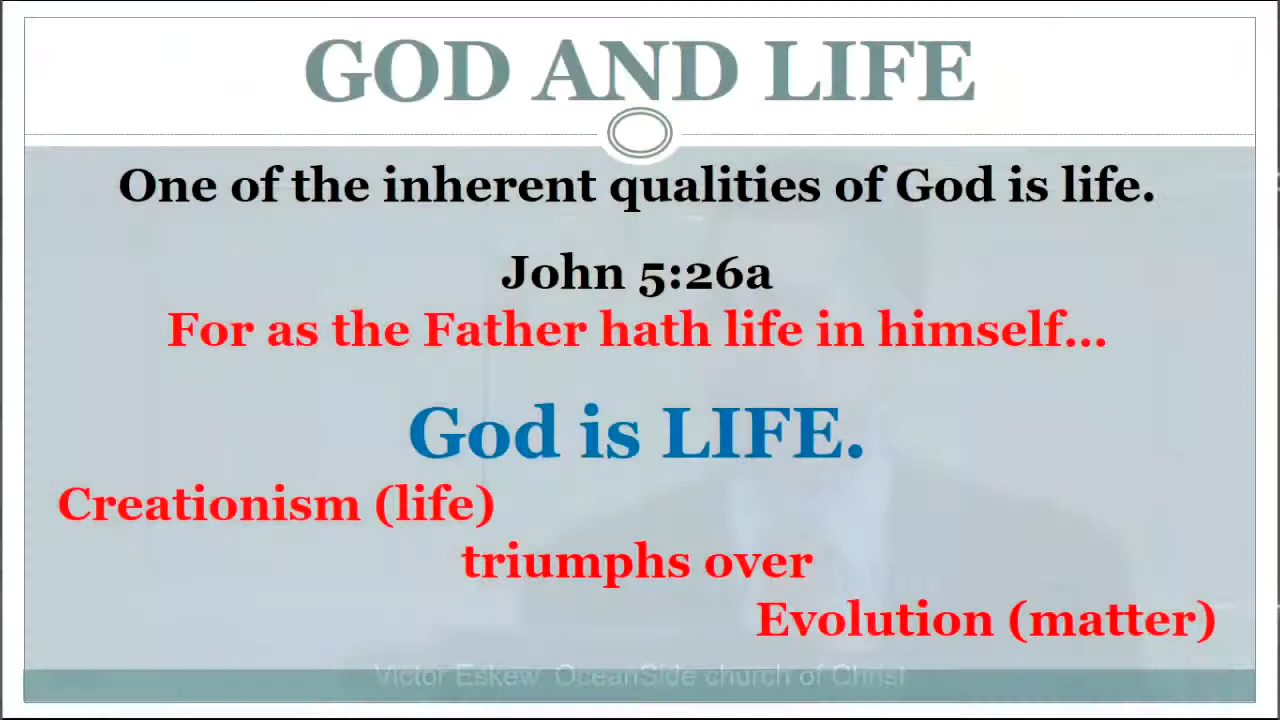 GOD AND LIFE
One of the inherent qualities of God is life.
John 5:26a
For as the Father hath life in himself...
God is LIFE.
Creationism (life)
triumphs over
Evolution (matter)
Victor Eskew: OceanSide church of Christ